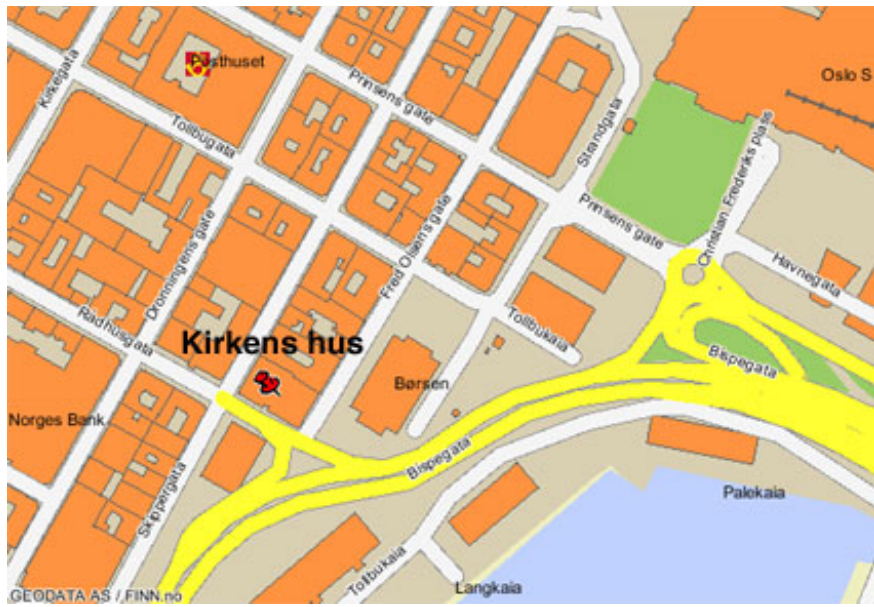 Posthuset
Kirkegata
Prinsens gate
Oslo S
Tollbugata
Strandgata
Christian Frederiks plass
Prinsens gate
Dronningens gate
Fred Olsens gate
Havnegata
Rådhusgata
Tollbukaia
Kirkens hus
Bispegata
Børsen
Norges Bank
Bispegata
Skippergata
Palekaia
Tollbukaia
Langkaia
GEODATA AS / FINN.no